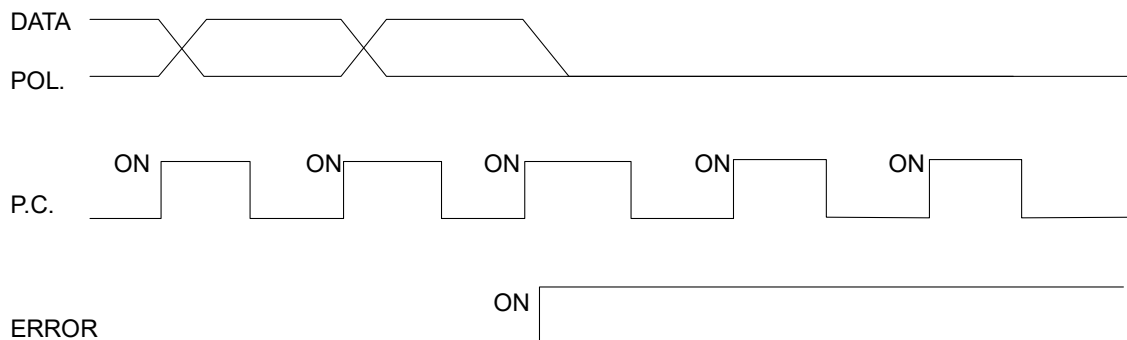 DATA
POL.
ON ON ON ON ON
P.C.
ON
ERROR